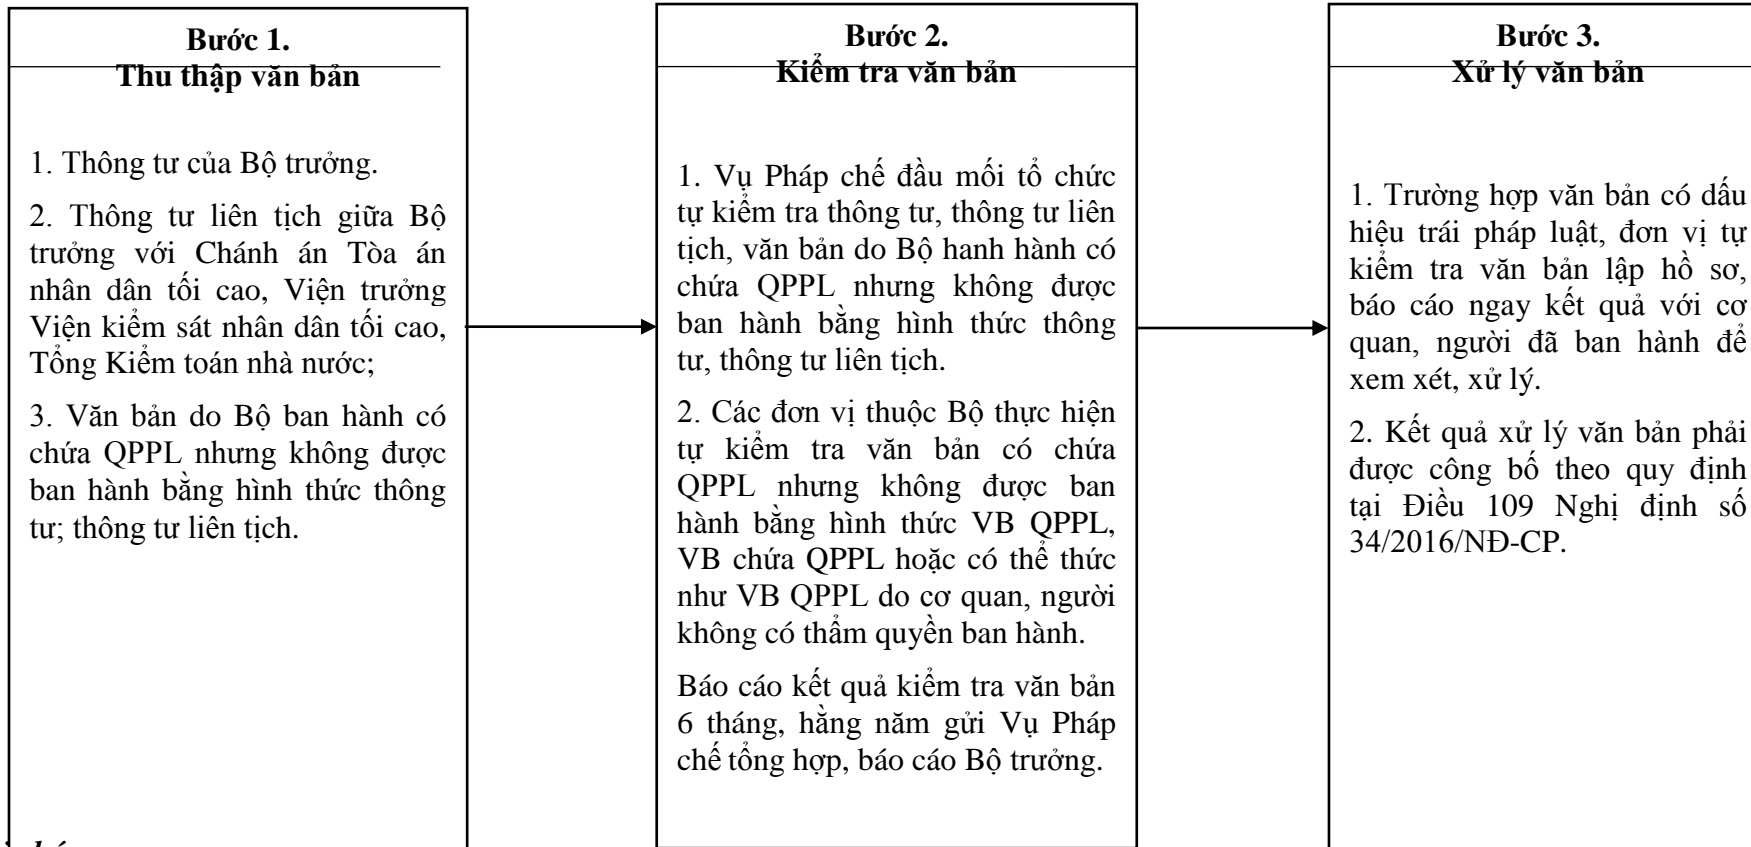 Bước 1.
Thu thập văn bản
1. Thông tư của Bộ trưởng.
2. Thông tư liên tịch giữa Bộ
trưởng với Chánh án Tòa án
nhân dân tối cao, Viện trưởng
Viện kiểm sát nhân dân tối cao,
Tổng Kiểm toán nhà nước;
3. Văn bản do Bộ ban hành có
chứa QPPL nhưng không được
ban hành bằng hình thức thông
tư; thông tư liên tịch.
Bước 2.
Kiểm tra văn bản
1. Vụ Pháp chế đầu mối tổ chức
tự kiểm tra thông tư, thông tư liên
tịch, văn bản do Bộ hanh hành có
chứa QPPL nhưng không được
ban hành bằng hình thức thông
tư, thông tư liên tịch.
2. Các đơn vị thuộc Bộ thực hiện
tự kiểm tra văn bản có chứa
QPPL nhưng không được ban
hành bằng hình thức VB QPPL,
VB chứa QPPL hoặc có thể thức
như VB QPPL do cơ quan, người
không có thẩm quyền ban hành.
Báo cáo kết quả kiểm tra văn bản
6 tháng, hằng năm gửi Vụ Pháp
chế tổng hợp, báo cáo Bộ trưởng.
Bước 3.
Xử lý văn bản
1. Trường hợp văn bản có dấu
hiệu trái pháp luật, đơn vị tự
kiểm tra văn bản lập hồ sơ,
báo cáo ngay kết quả với cơ
quan, người đã ban hành để
xem xét, xử lý.
2. Kết quả xử lý văn bản phải
được công bố theo quy định
tại Điều 109 Nghị định số
34/2016/NĐ-CP.